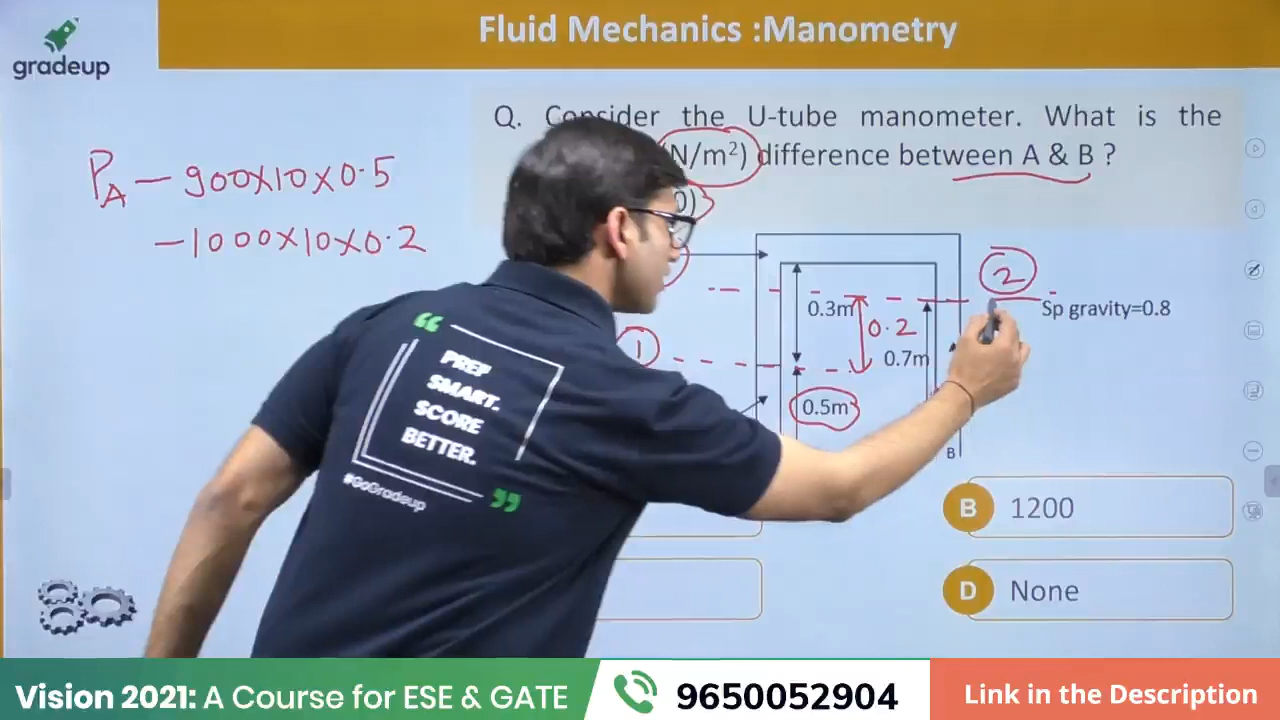 Fluid Mechanics :Manometry
gradeup
Q. Consider the U-tube manometer. What is the
N/m²) difference between A & B ?
0)
PA - 900×10×0.5
-1000×10×0.2
2
0.3m
Sp gravity=0.8
0.2
1
0.7m
0.5m
B
“ PREP
SMART.
SCORE
BETTER. ”
#GoGradeup
B 1200
D None
Vision 2021: A Course for ESE & GATE
9650052904
Link in the Description